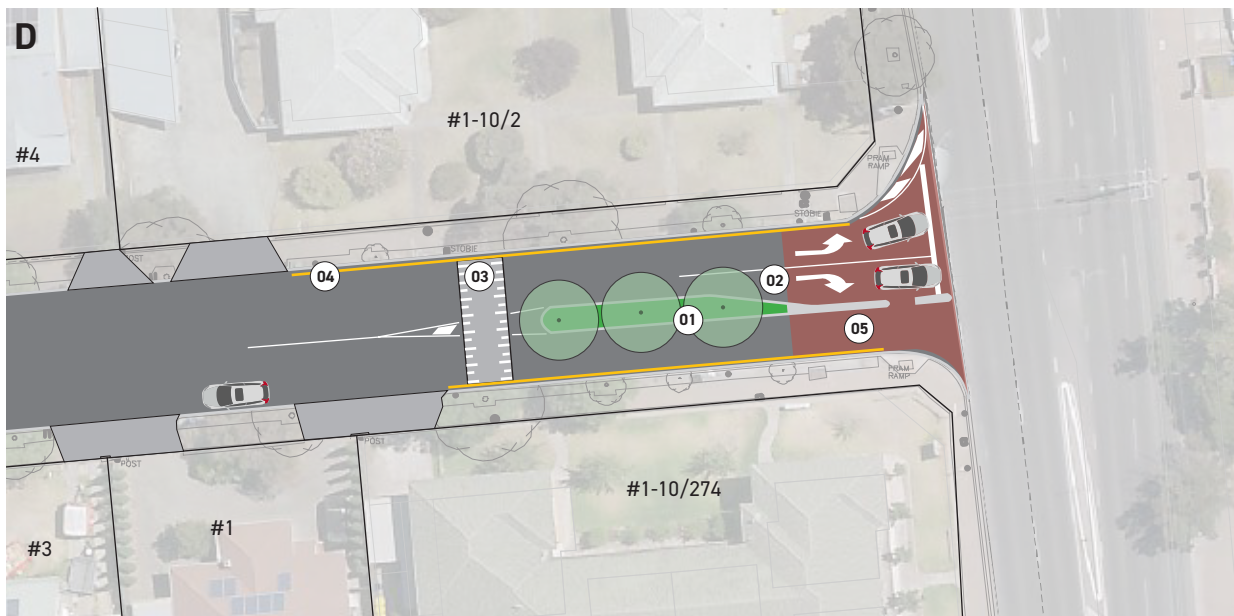 D
#1-10/2
#4
PRAM
RAMP
STOBIE
STOBIE
POST
04
03
02
01
05
PRAM
RAMP
POST
POST
#1-10/274
#1
#3